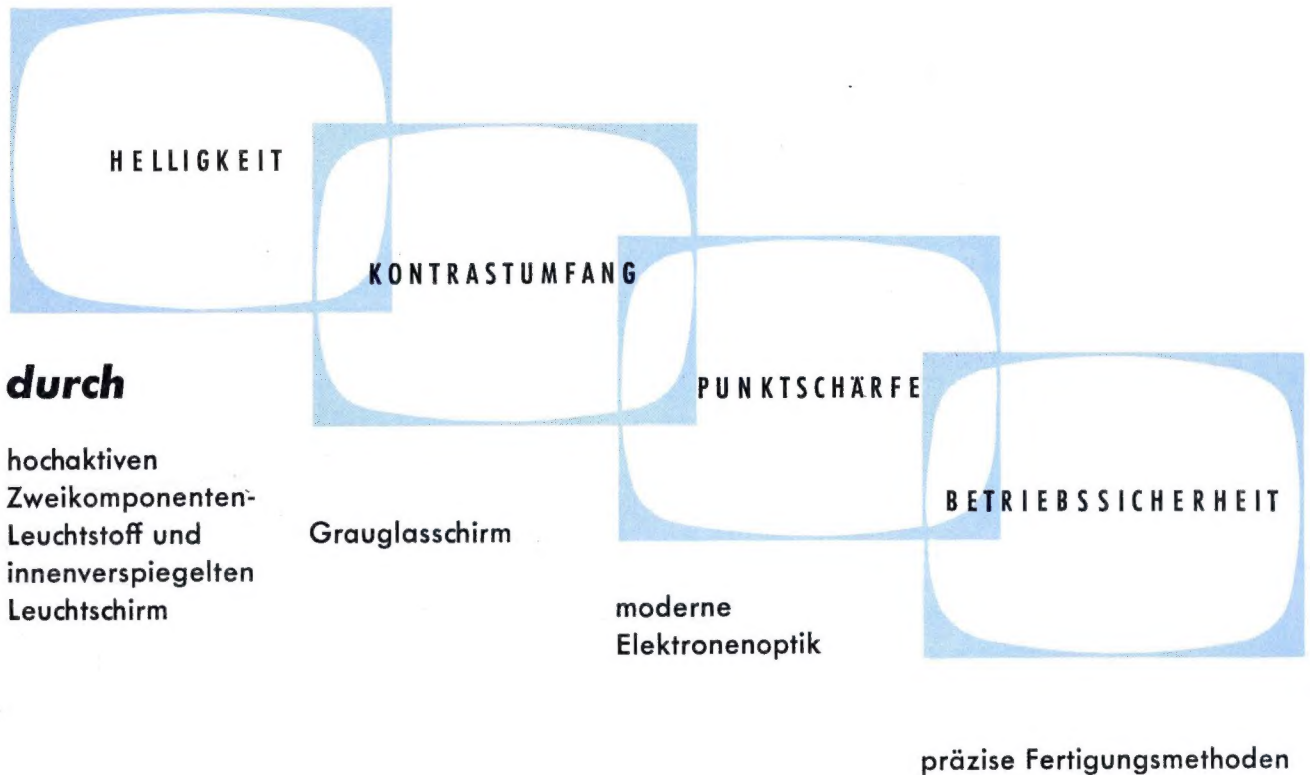 HELLIGKEIT
KONTRASTUMFANG
PUNKTSCHÄRFE
BETRIEBSSICHERHEIT
durch
hochaktiven
Zweikomponenten-
Leuchtstoff und
innenverspiegelten
Leuchtschirm
Grauglasschirm
moderne
Elektronenoptik
präzise Fertigungsmethoden